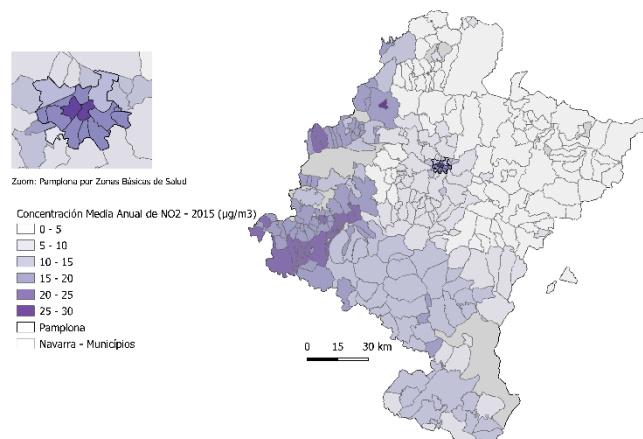 Zoom: Pamplona por Zonas Básicas de Salud
Concentración Media Anual de NO2 - 2015 (µg/m3)
0 - 5
5 - 10
10 - 15
15 - 20
20 - 25
25 - 30
Pamplona
Navarra - Municípios
0 15 30 km